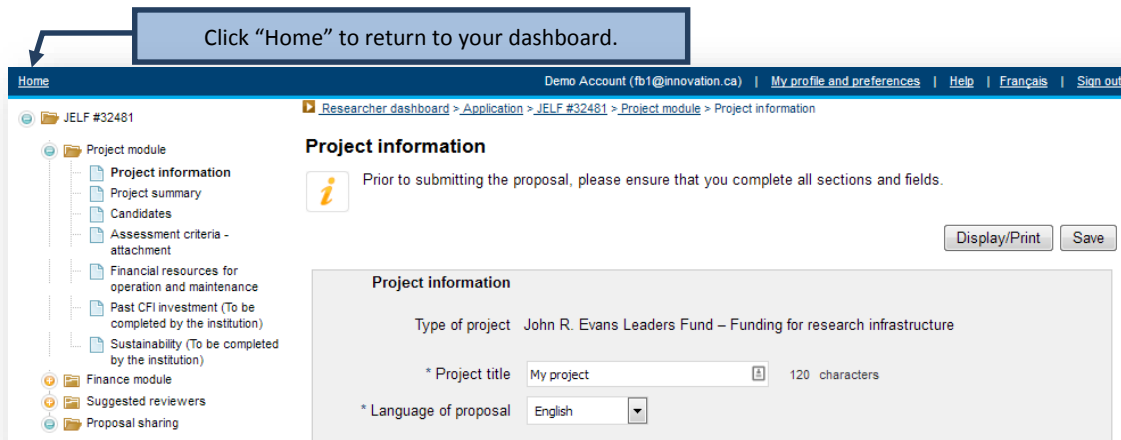 Click “Home” to return to your dashboard.
Home
Demo Account (fb1@innovation.ca) | My profile and preferences | Help | Français | Sign out
JELF #32481
Project module
Project information
Project summary
Candidates
Assessment criteria -
attachment
Financial resources for
operation and maintenance
Past CFI investment (To be
completed by the institution)
Sustainability (To be completed
by the institution)
Finance module
Suggested reviewers
Proposal sharing
Researcher dashboard > Application > JELF #32481 > Project module > Project information
Project information
Prior to submitting the proposal, please ensure that you complete all sections and fields.
Display/Print Save
Project information
Type of project John R. Evans Leaders Fund – Funding for research infrastructure
* Project title My project 120 characters
* Language of proposal English